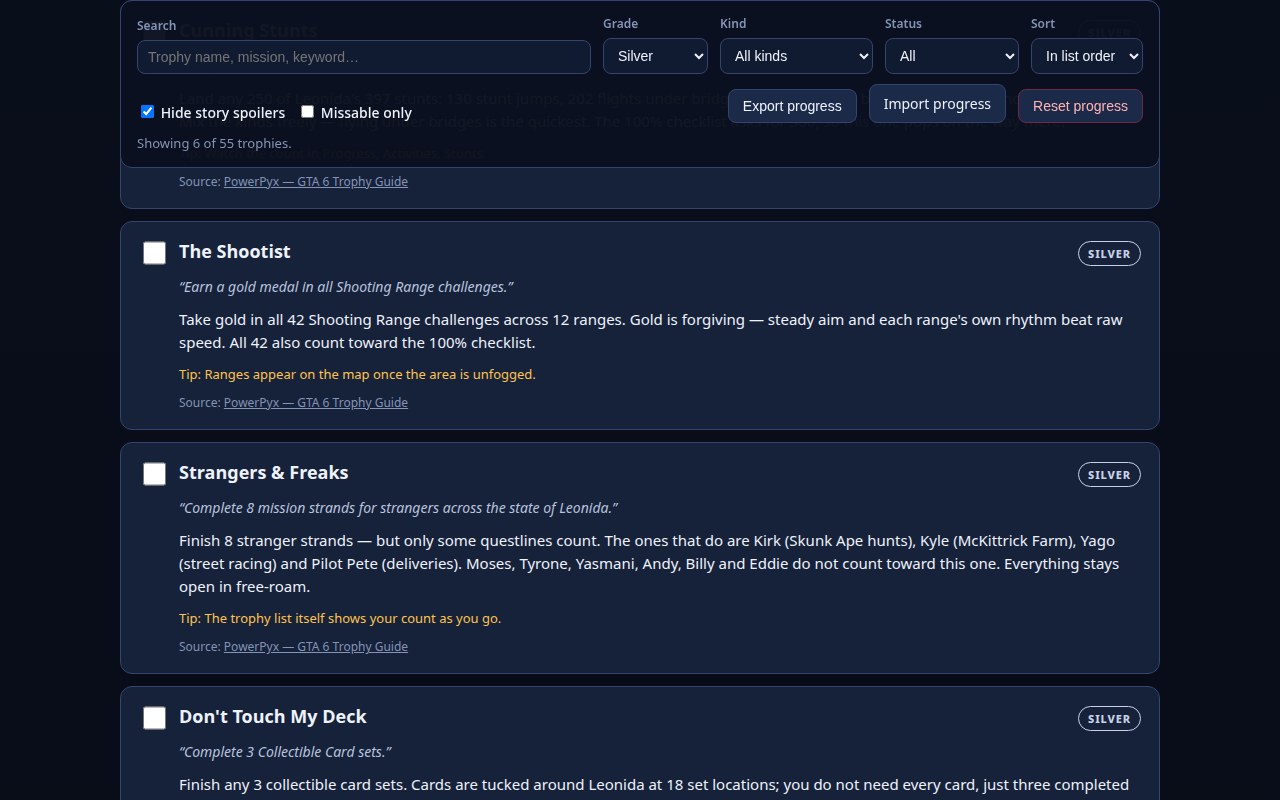 Search
Grade
Kind
Status
Sort
Trophy name, mission, keyword…
Silver
All kinds
All
In list order
Cunning Stunts
SILVER
Hide story spoilers
Missable only
Export progress
Import progress
Reset progress
Showing 6 of 55 trophies.
Source: PowerPyx — GTA 6 Trophy Guide
The Shootist
SILVER
“Earn a gold medal in all Shooting Range challenges.”
Take gold in all 42 Shooting Range challenges across 12 ranges. Gold is forgiving — steady aim and each range's own rhythm beat raw
speed. All 42 also count toward the 100% checklist.
Tip: Ranges appear on the map once the area is unfogged.
Source: PowerPyx — GTA 6 Trophy Guide
Strangers & Freaks
SILVER
“Complete 8 mission strands for strangers across the state of Leonida.”
Finish 8 stranger strands — but only some questlines count. The ones that do are Kirk (Skunk Ape hunts), Kyle (McKittrick Farm), Yago
(street racing) and Pilot Pete (deliveries). Moses, Tyrone, Yasmani, Andy, Billy and Eddie do not count toward this one. Everything stays
open in free-roam.
Tip: The trophy list itself shows your count as you go.
Source: PowerPyx — GTA 6 Trophy Guide
Don't Touch My Deck
SILVER
“Complete 3 Collectible Card sets.”
Finish any 3 collectible card sets. Cards are tucked around Leonida at 18 set locations; you do not need every card, just three completed